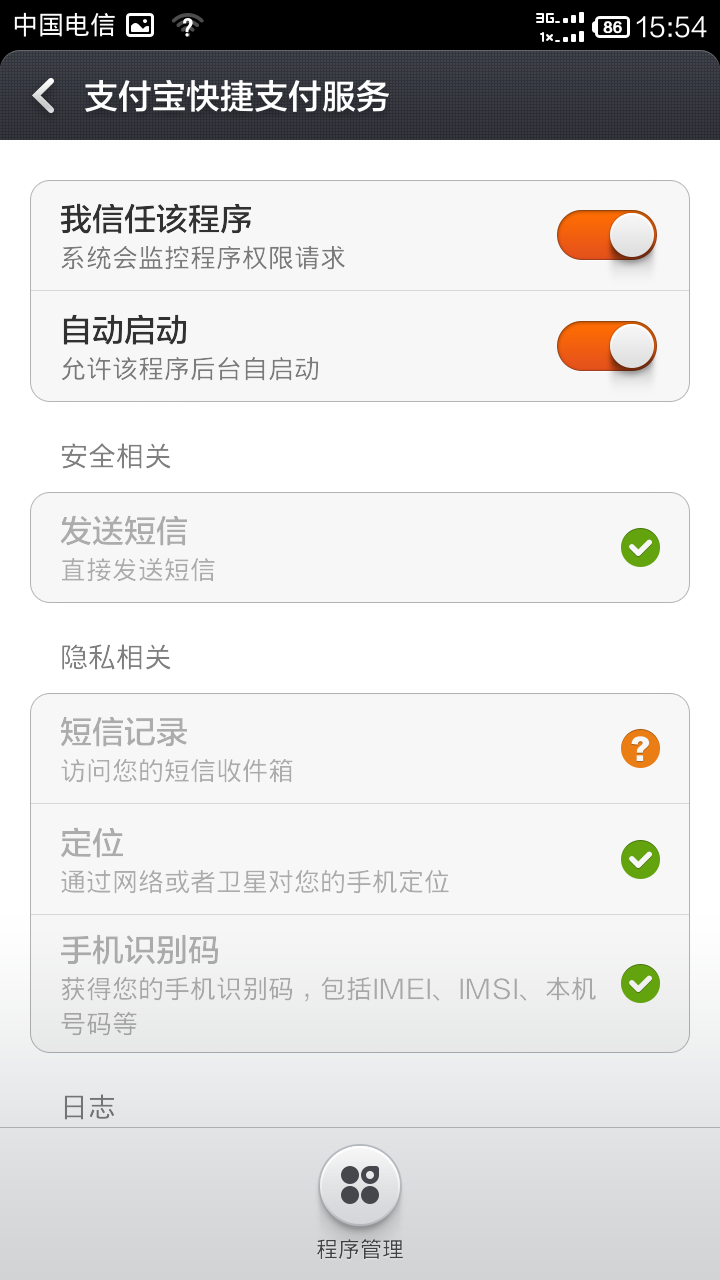 中国电信 3G 1× 86 15:54
支付宝快捷支付服务
我信任该程序
系统会监控程序权限请求
自动启动
允许该程序后台自启动
安全相关
发送短信
直接发送短信
隐私相关
短信记录
访问您的短信收件箱
定位
通过网络或者卫星对您的手机定位
手机识别码
获得您的手机识别码，包括IMEI、IMSI、本机
号码等
日志
程序管理